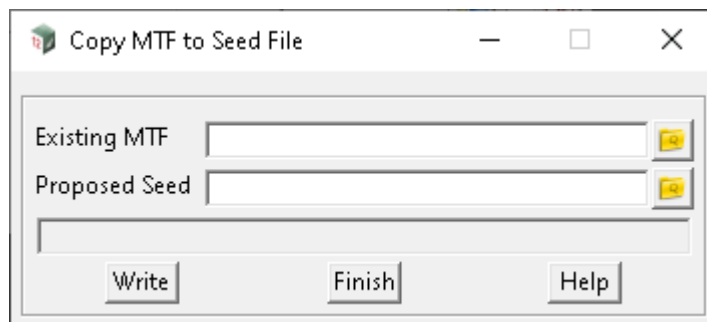 Copy MTF to Seed File
Existing MTF
Proposed Seed
Write Finish Help